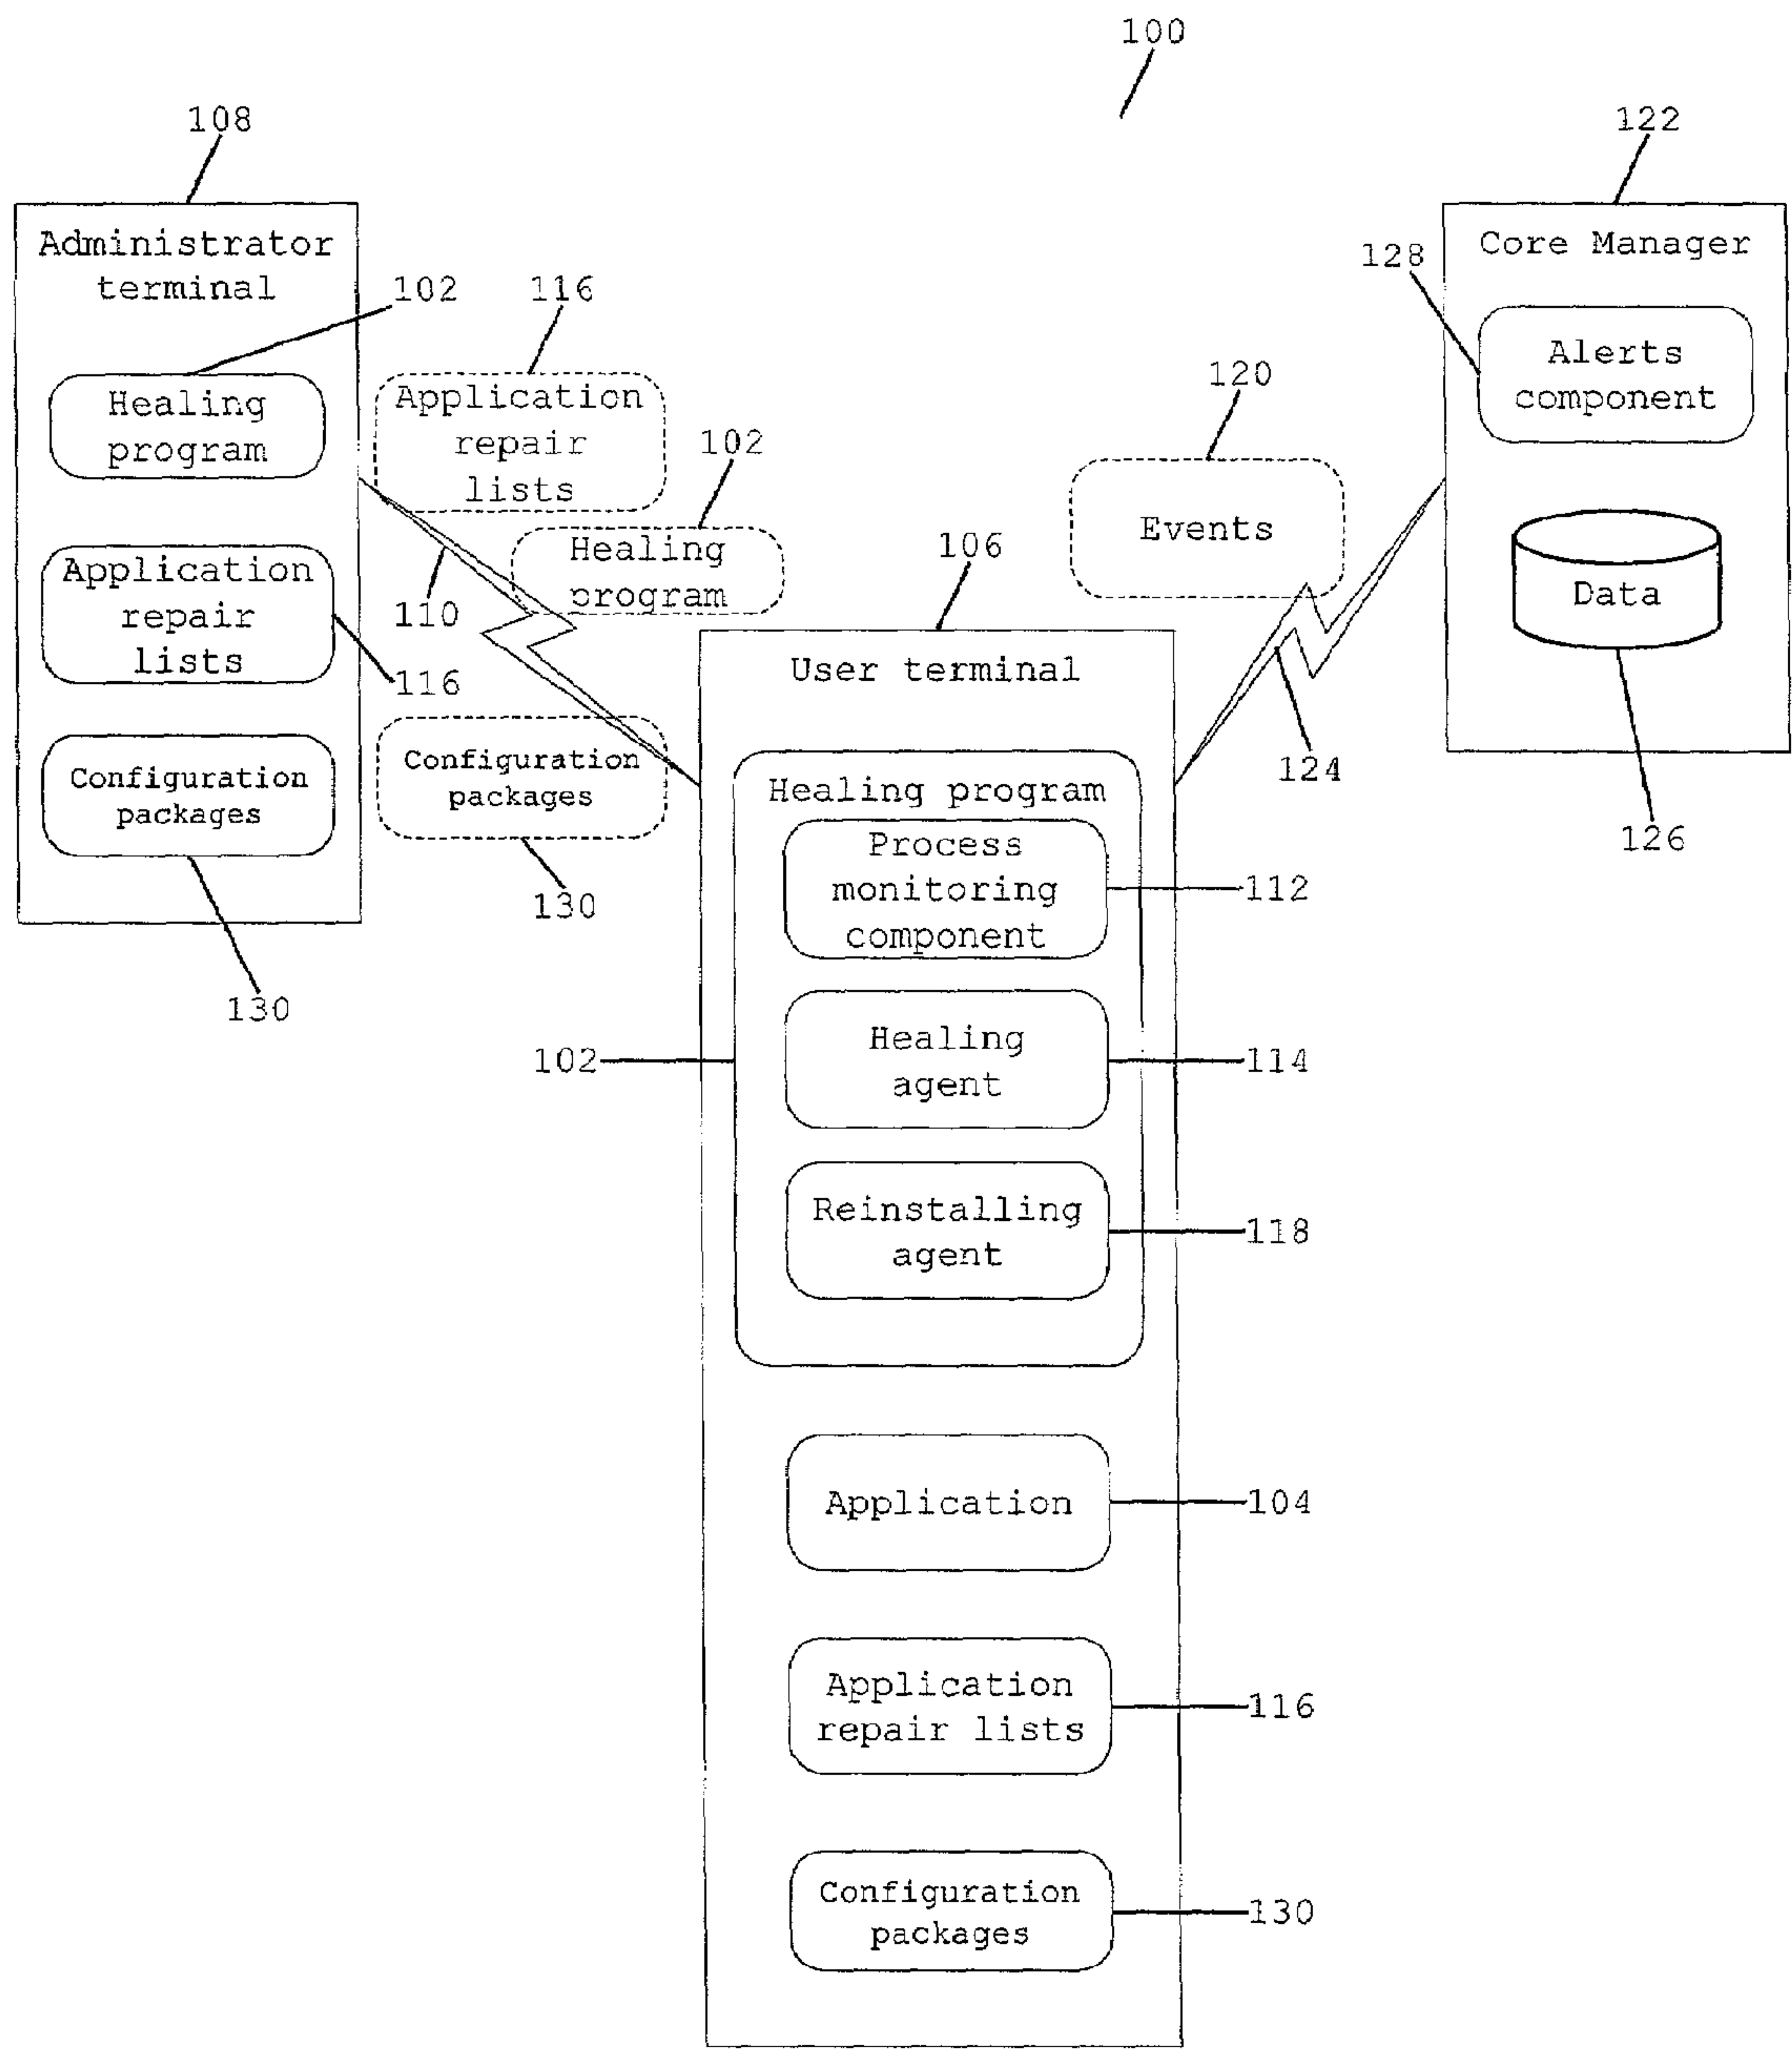 100
108
122
Administrator
terminal
Core Manager
128
102
116
Alerts
component
120
Healing
program
Application
repair
lists
102
Events
106
Healing
program
Application
repair
lists
110
Data
User terminal
116
Configuration
packages
Configuration
packages
124
Healing program
126
Process
monitoring
component
112
130
130
Healing
agent
102
114
Reinstalling
agent
118
Application
104
Application
repair lists
116
Configuration
packages
130